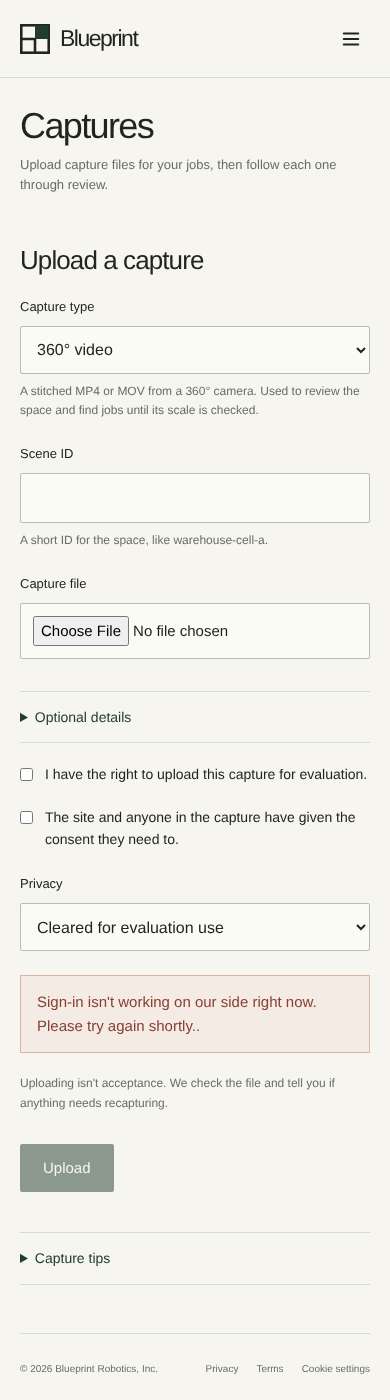 Blueprint
Captures
Upload capture files for your jobs, then follow each one
through review.
Upload a capture
Capture type
360° video
A stitched MP4 or MOV from a 360° camera. Used to review the
space and find jobs until its scale is checked.
Scene ID
A short ID for the space, like warehouse-cell-a.
Capture file
Choose File No file chosen
Optional details
I have the right to upload this capture for evaluation.
The site and anyone in the capture have given the
consent they need to.
Privacy
Cleared for evaluation use
Sign-in isn't working on our side right now.
Please try again shortly..
Uploading isn't acceptance. We check the file and tell you if
anything needs recapturing.
Upload
Capture tips
© 2026 Blueprint Robotics, Inc. Privacy Terms Cookie settings